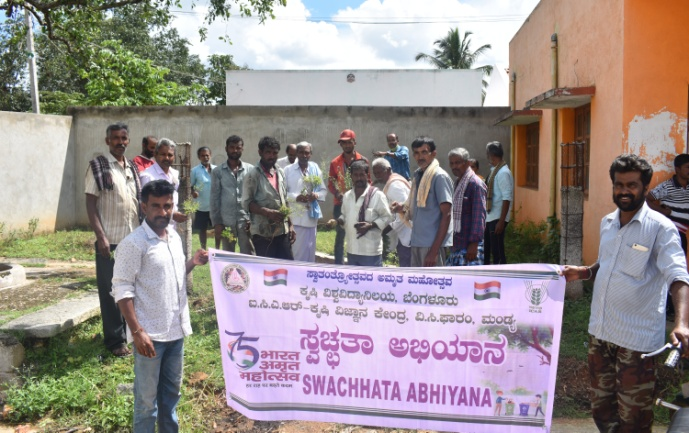 ಸ್ವಾತಂತ್ರ್ಯೋತ್ಸವದ ಅಮೃತ ಮಹೋತ್ಸವ
ಕೃಷಿ ವಿಶ್ವವಿದ್ಯಾನಿಲಯ, ಬೆಂಗಳೂರು
ಐ.ಸಿ.ಎ.ಆರ್-ಕೃಷಿ ವಿಜ್ಞಾನ ಕೇಂದ್ರ, ವಿ.ಸಿ.ಫಾರಂ, ಮಂಡ್ಯ
ಸ್ವಚ್ಛತಾ ಅಭಿಯಾನ
75
ಭಾರತ
ಅಮೃತ
ಮಹೋತ್ಸವ
SWACHHATA ABHIYANA